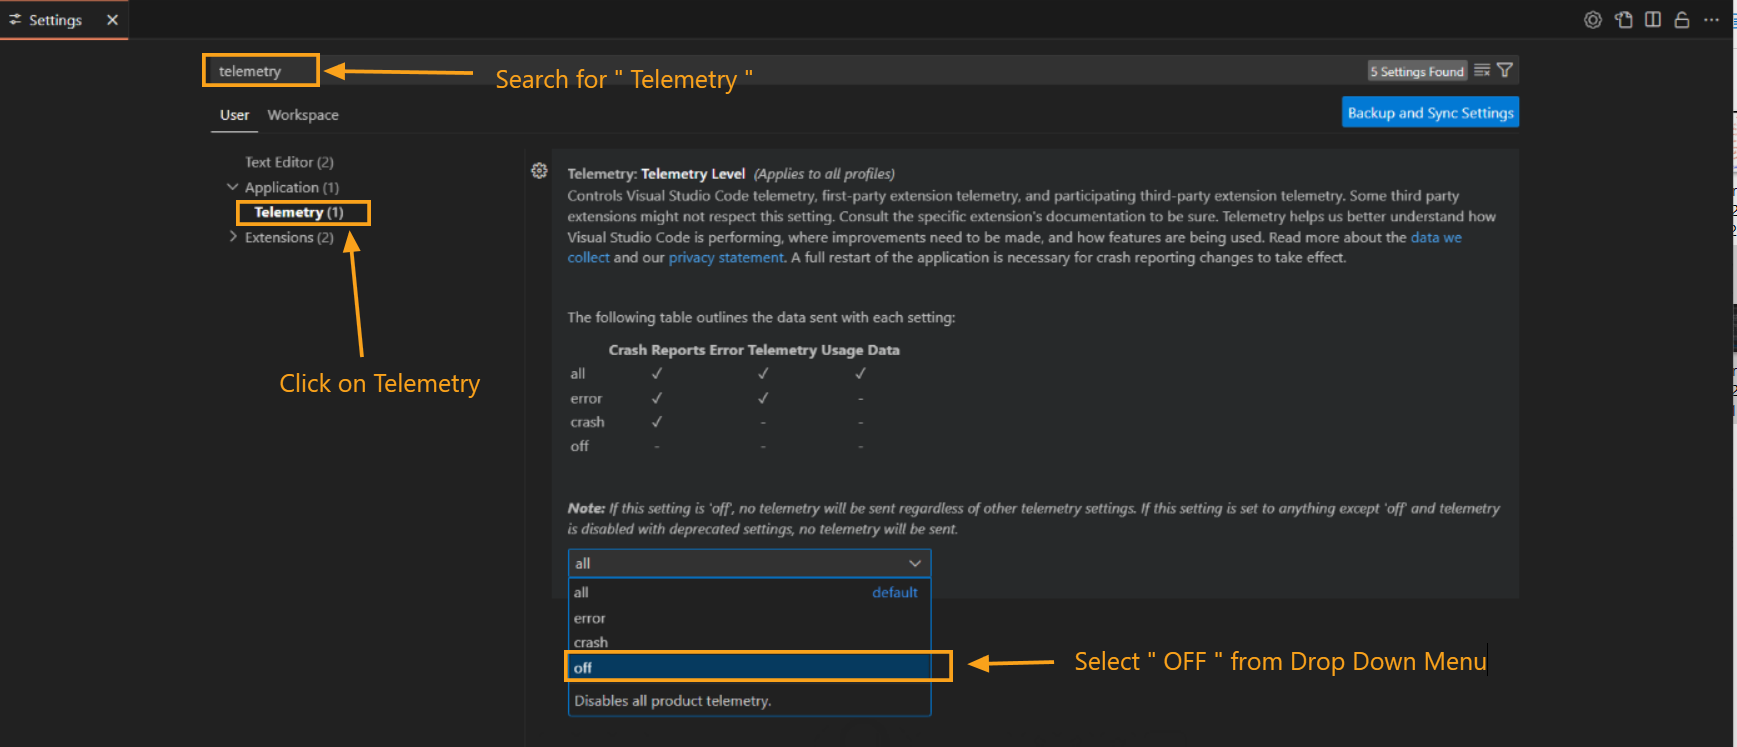 Settings
telemetry
Search for " Telemetry "
5 Settings Found
User
Workspace
Backup and Sync Settings
Text Editor (2)
Application (1)
Telemetry (1)
Extensions (2)
Click on Telemetry
Telemetry: Telemetry Level (Applies to all profiles)
Controls Visual Studio Code telemetry, first-party extension telemetry, and participating third-party extension telemetry. Some third party
extensions might not respect this setting. Consult the specific extension's documentation to be sure. Telemetry helps us better understand how
Visual Studio Code is performing, where improvements need to be made, and how features are being used. Read more about the data we
collect and our privacy statement. A full restart of the application is necessary for crash reporting changes to take effect.
The following table outlines the data sent with each setting:
Crash Reports Error Telemetry Usage Data
all ✓ ✓ ✓
error ✓ ✓ -
crash ✓ - -
off - - -
Note: If this setting is 'off', no telemetry will be sent regardless of other telemetry settings. If this setting is set to anything except 'off' and telemetry
is disabled with deprecated settings, no telemetry will be sent.
all
all default
error
crash
off
Select " OFF " from Drop Down Menu
Disables all product telemetry.